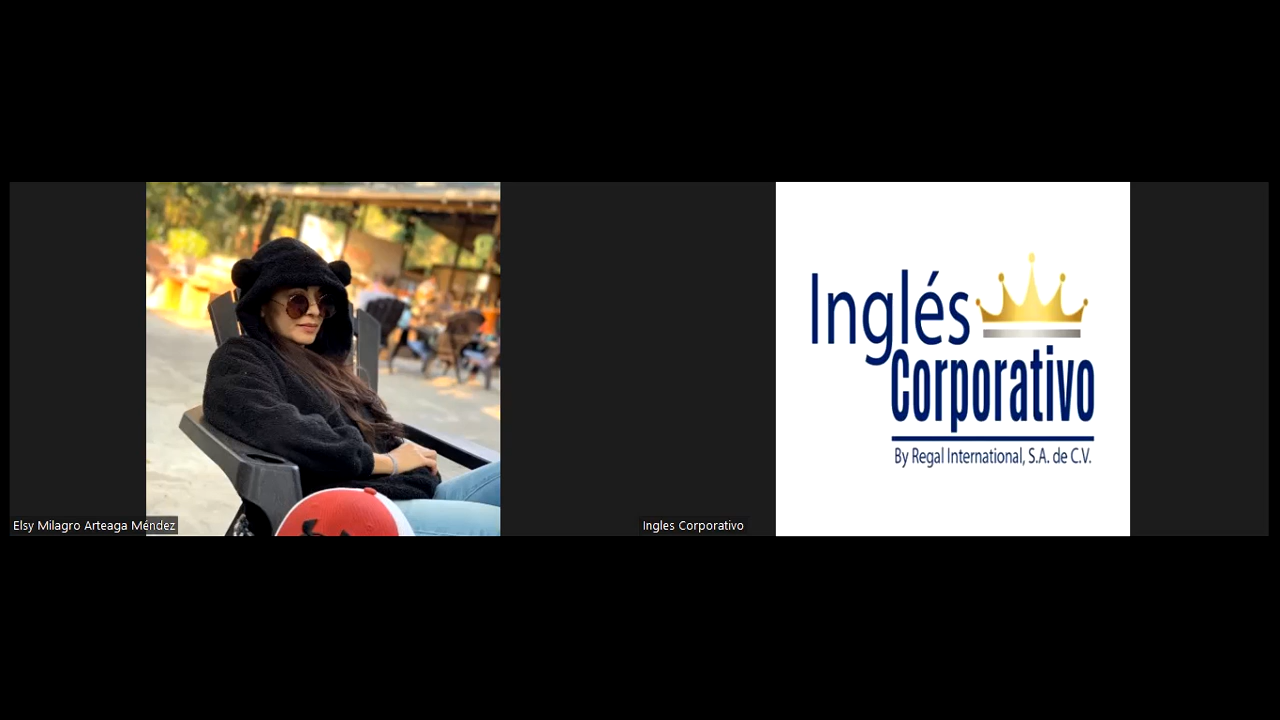 Inglés
Corporativo
By Regal International, S.A. de C.V.
Elsy Milagro Arteaga Méndez
Ingles Corporativo